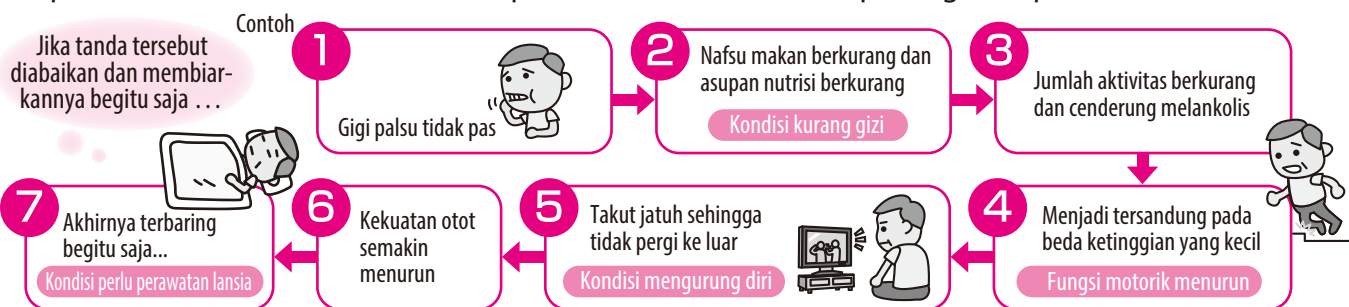 Contoh
Jika tanda tersebut
diabaikan dan membiar-
kannya begitu saja ...
1
Gigi palsu tidak pas
2
Nafsu makan berkurang dan
asupan nutrisi berkurang
Kondisi kurang gizi
3
Jumlah aktivitas berkurang
dan cenderung melankolis
4
Menjadi tersandung pada
beda ketinggian yang kecil
Fungsi motorik menurun
5
Takut jatuh sehingga
tidak pergi ke luar
Kondisi mengurung diri
6
Kekuatan otot
semakin
menurun
7
Akhirnya terbaring
begitu saja...
Kondisi perlu perawatan lansia